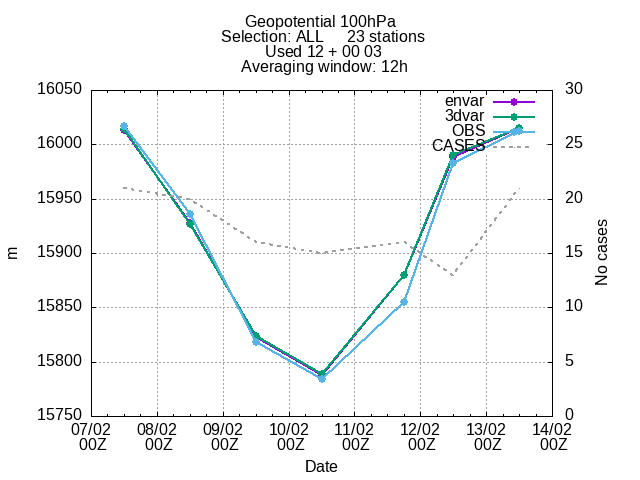 Geopotential 100hPa
Selection: ALL 23 stations
Used 12 + 00 03
Averaging window: 12h
16050
16000
15950
15900
15850
15800
15750
m
envar
3dvar
OBS
CASES
30
25
20
15
10
5
0
No cases
07/02 08/02 09/02 10/02 11/02 12/02 13/02 14/02
00Z 00Z 00Z 00Z 00Z 00Z 00Z 00Z
Date